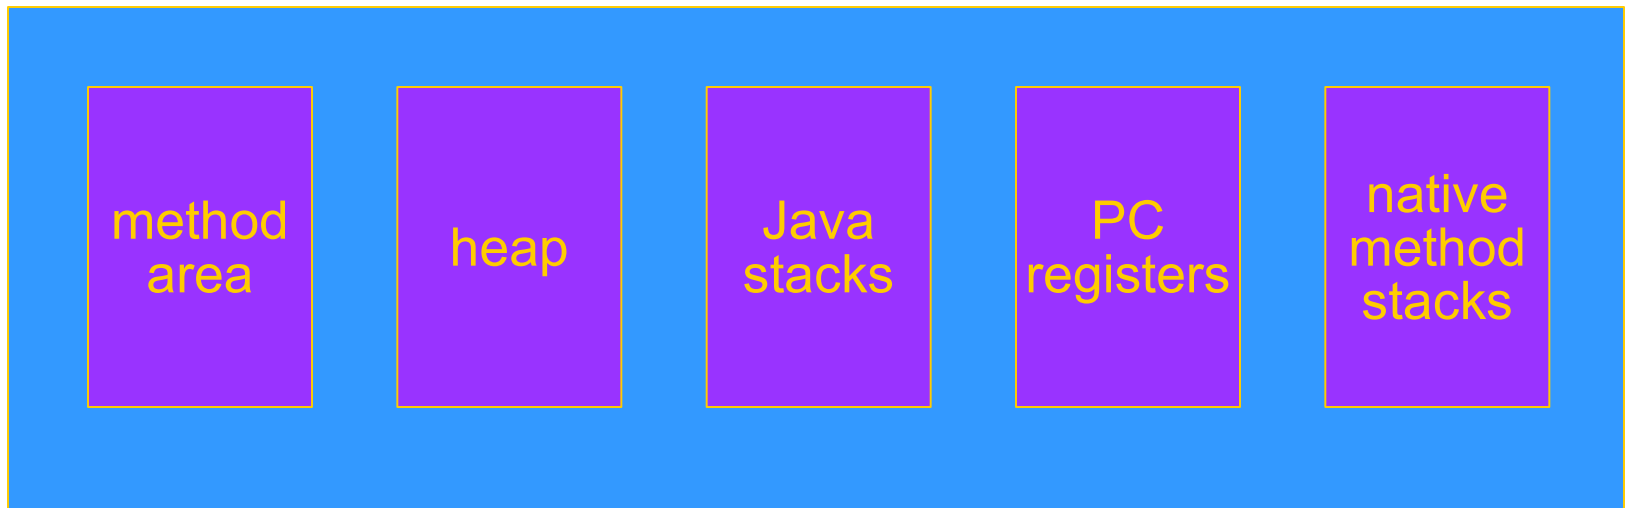 method
area
heap
Java
stacks
PC
registers
native
method
stacks